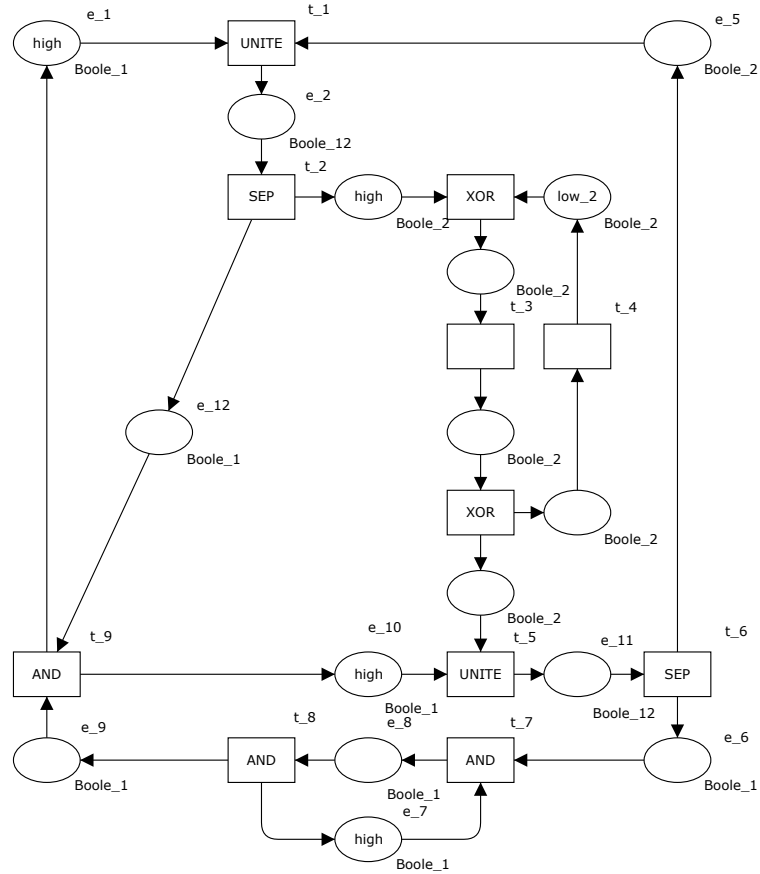 e_1
t_1
e_5
high
UNITE
Boole_1
Boole_2
e_2
Boole_12
t_2
SEP
high
XOR
low_2
Boole_2
Boole_2
Boole_2
t_3
t_4
e_12
Boole_1
Boole_2
XOR
Boole_2
Boole_2
t_9
e_10
t_5
e_11
t_6
AND
high
UNITE
SEP
Boole_1
Boole_12
t_8
e_8
t_7
e_9
e_6
AND
AND
Boole_1
Boole_1
Boole_1
e_7
high
Boole_1